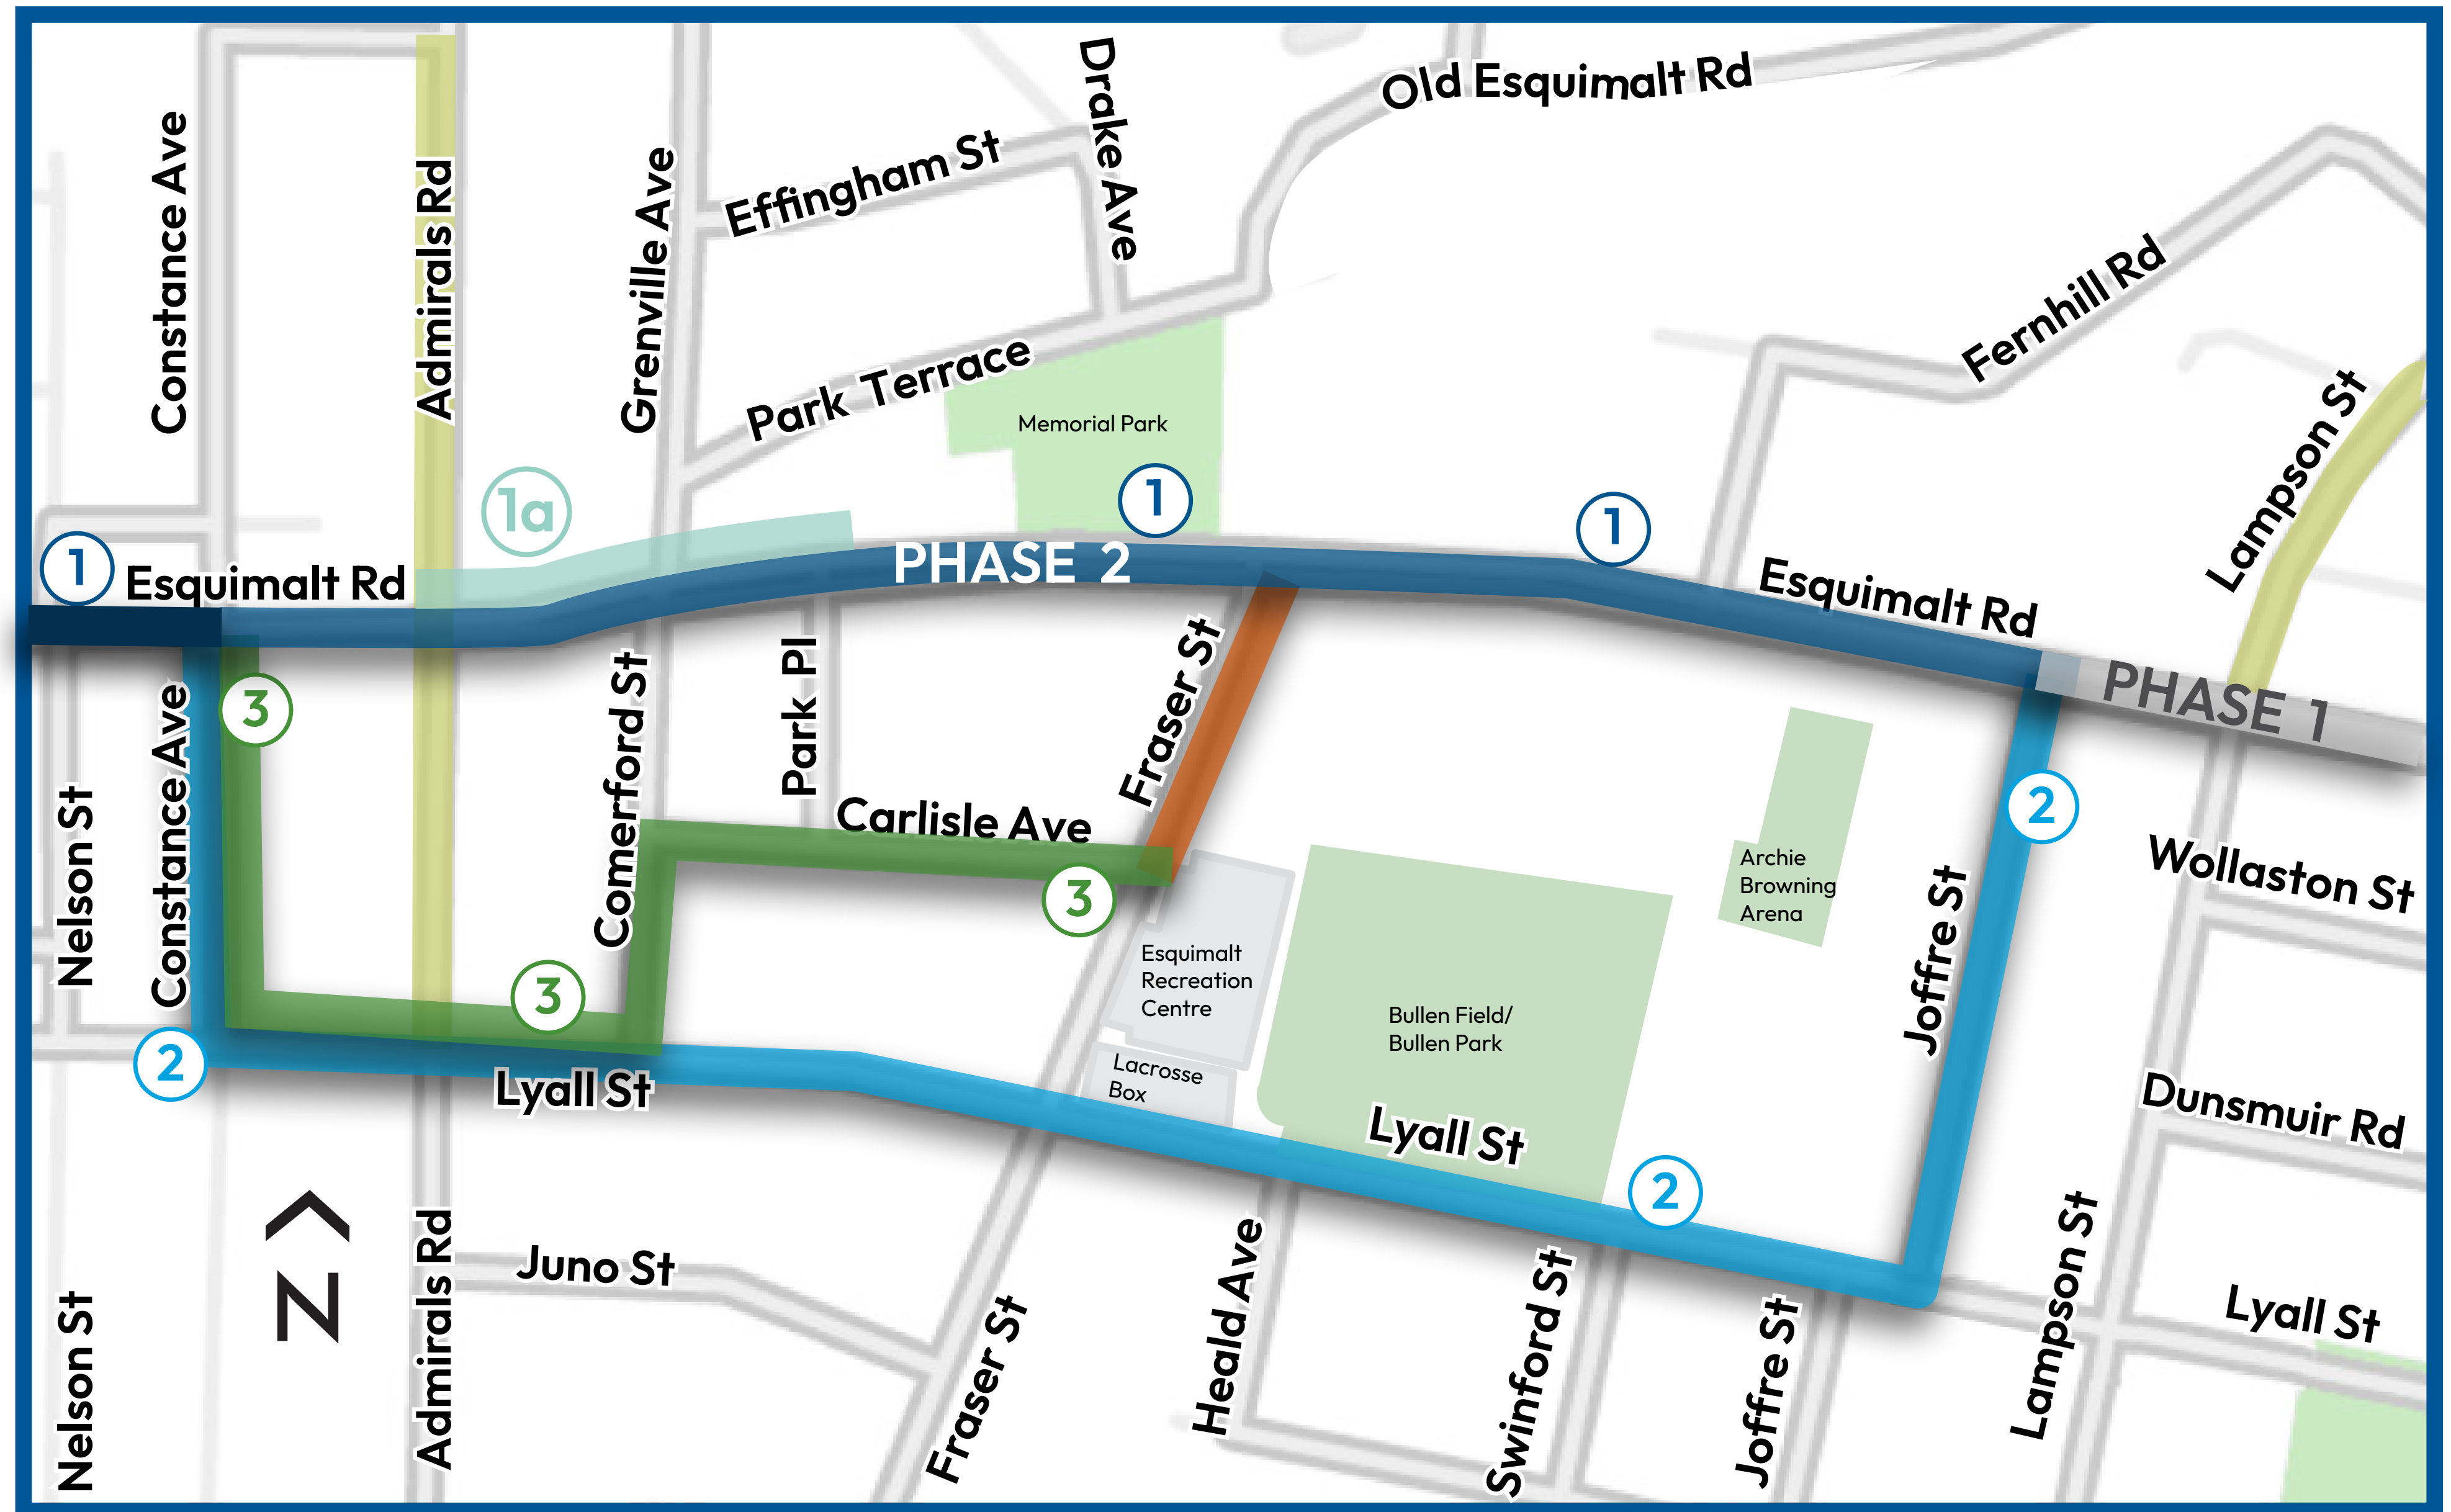 Drake Ave
Old Esquimalt Rd
Constance Ave
Admirals Rd
Grenville Ave
Effingham St
Fernhill Rd
Park Terrace
Memorial Park
Lampson St
1a
1
1
1
Esquimalt Rd
PHASE 2
Esquimalt Rd
PHASE 1
3
Constance Ave
Nelson St
Comerford St
Park Pl
Fraser St
Carlisle Ave
3
2
Archie
Browning
Arena
Joffre St
Wollaston St
Esquimalt
Recreation
Centre
3
Bullen Field/
Bullen Park
2
Lyall St
Lacrosse
Box
Lyall St
2
Dunsmuir Rd
N
Nelson St
Admirals Rd
Juno St
Fraser St
Heald Ave
Swinford St
Joffre St
Lampson St
Lyall St